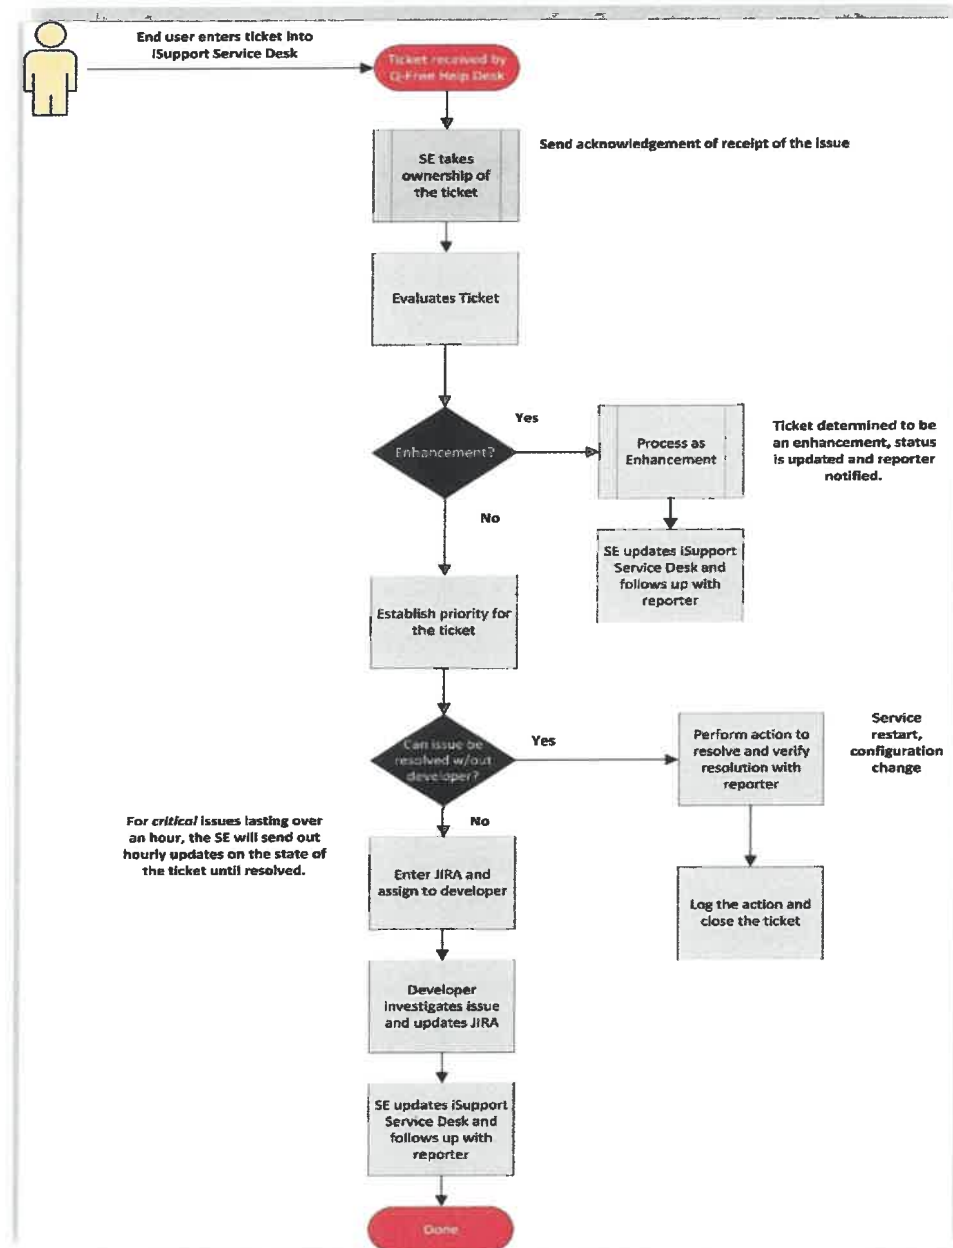 End user enters ticket into
iSupport Service Desk
Ticket received by
Q-Free Help Desk
SE takes
ownership of
the ticket
Send acknowledgement of receipt of the issue
Evaluates Ticket
Enhancement?
Yes
Process as
Enhancement
Ticket determined to be
an enhancement, status
is updated and reporter
notified.
No
SE updates iSupport
Service Desk and
follows up with
reporter
Establish priority for
the ticket
Can issue be
resolved w/out
developer?
Yes
Perform action to
resolve and verify
resolution with
reporter
Service
restart,
configuration
change
For critical issues lasting over
an hour, the SE will send out
hourly updates on the state of
the ticket until resolved.
No
Enter JIRA and
assign to developer
Log the action and
close the ticket
Developer
investigates issue
and updates JIRA
SE updates iSupport
Service Desk and
follows up with
reporter
Done